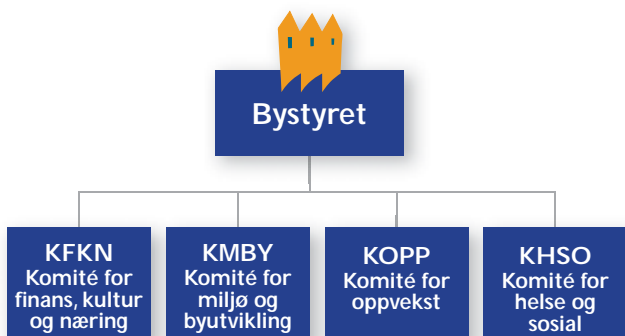 Bystyret
KFKN
Komité for
finans, kultur
og næring
KMBY
Komité for
miljø og
byutvikling
KOPP
Komité for
oppvekst
KHSO
Komité for
helse og
sosial